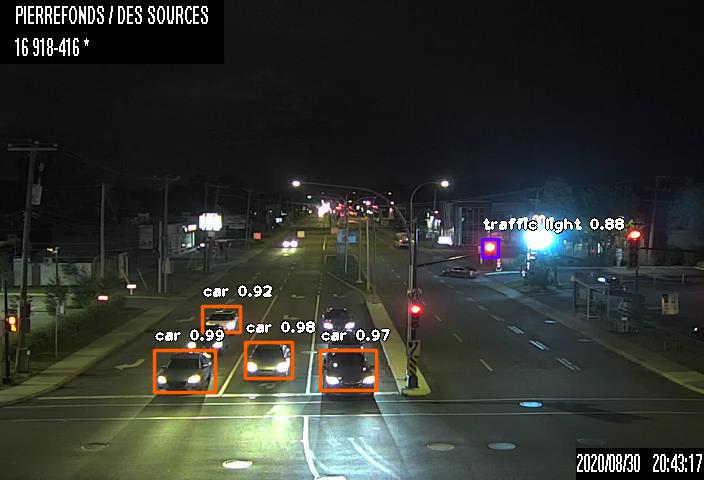 PIERREFONDS / DES SOURCES
16 918-416 *
traffic light 0.88
car 0.92
car 0.98
car 0.99
car 0.97
2020/08/30 20:43:17